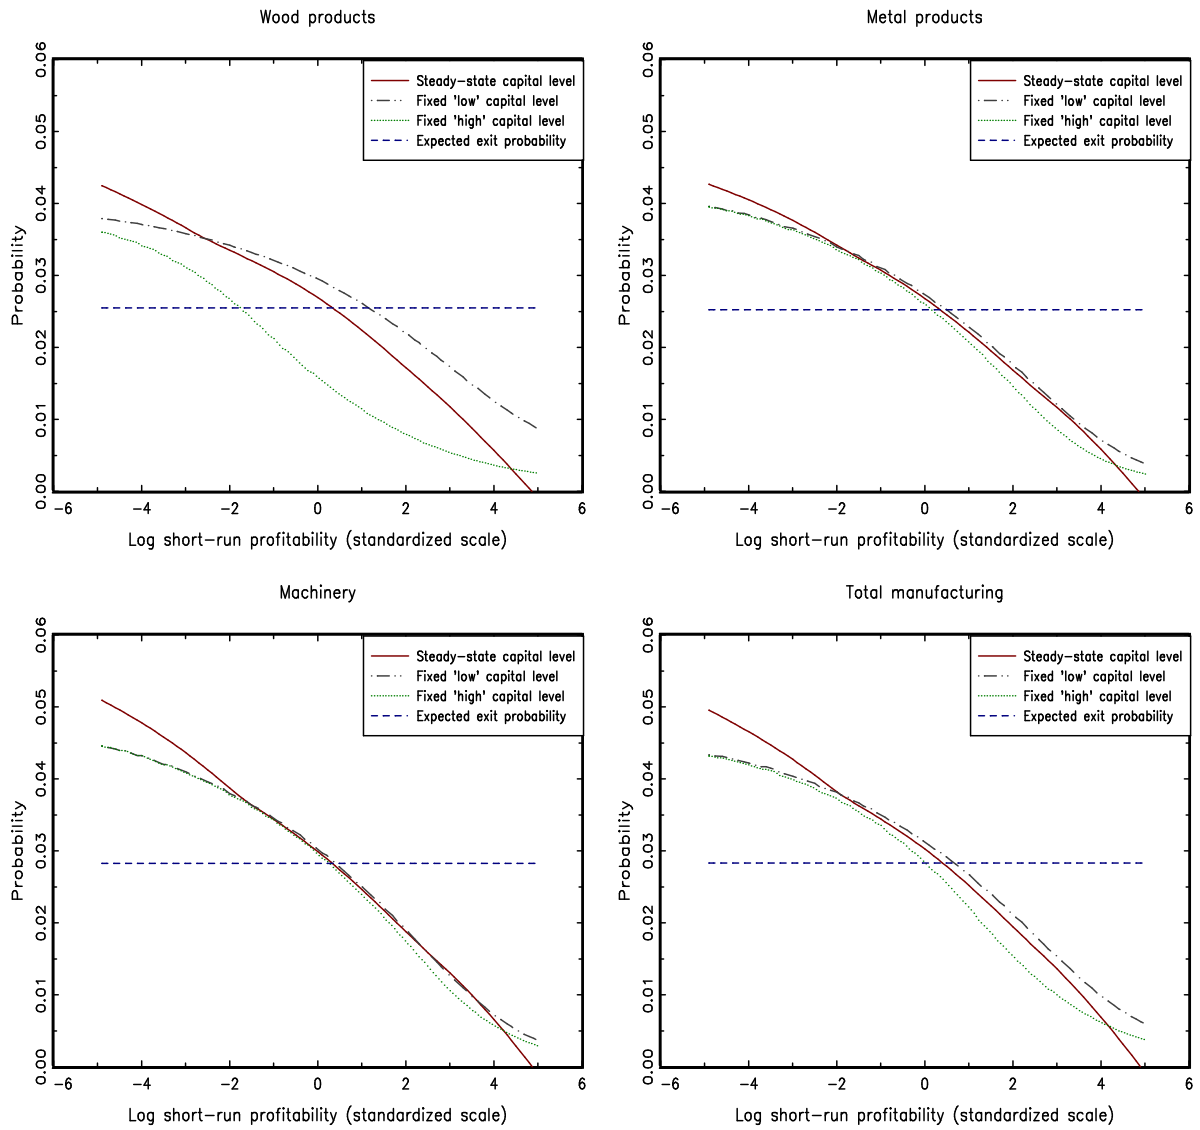 Wood products
0.06
0.05
0.04
0.03
0.02
0.01
0.00
Probability
Steady-state capital level
Fixed 'low' capital level
Fixed 'high' capital level
Expected exit probability
-6 -4 -2 0 2 4 6
Log short-run profitability (standardized scale)
Metal products
0.06
0.05
0.04
0.03
0.02
0.01
0.00
Probability
Steady-state capital level
Fixed 'low' capital level
Fixed 'high' capital level
Expected exit probability
-6 -4 -2 0 2 4 6
Log short-run profitability (standardized scale)
Machinery
0.06
0.05
0.04
0.03
0.02
0.01
0.00
Probability
Steady-state capital level
Fixed 'low' capital level
Fixed 'high' capital level
Expected exit probability
-6 -4 -2 0 2 4 6
Log short-run profitability (standardized scale)
Total manufacturing
0.06
0.05
0.04
0.03
0.02
0.01
0.00
Probability
Steady-state capital level
Fixed 'low' capital level
Fixed 'high' capital level
Expected exit probability
-6 -4 -2 0 2 4 6
Log short-run profitability (standardized scale)